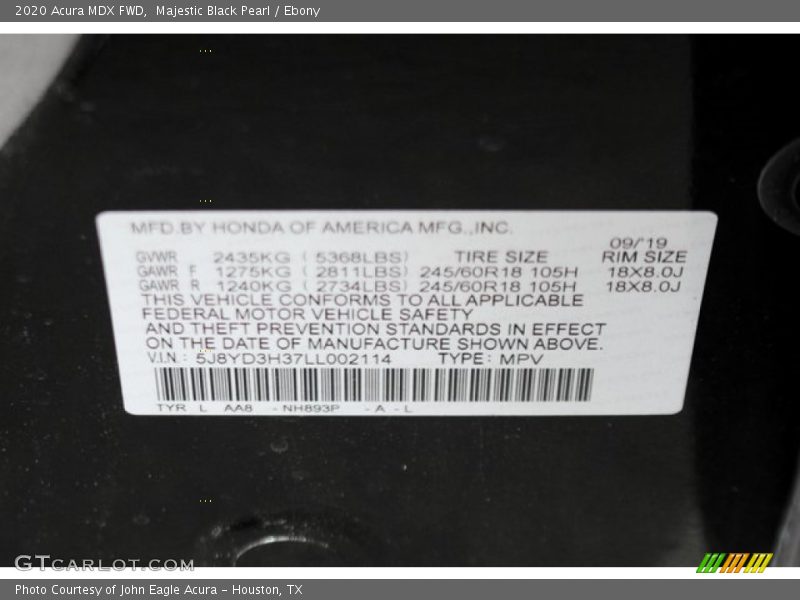 2020 Acura MDX FWD,  Majestic Black Pearl / Ebony
MFD.BY HONDA OF AMERICA MFG.,INC.
09/'19
GVWR 2435KG ( 5368LBS) TIRE SIZE RIM SIZE
GAWR F 1275KG ( 2811LBS) 245/60R18 105H 18X8.0J
GAWR R 1240KG ( 2734LBS) 245/60R18 105H 18X8.0J
THIS VEHICLE CONFORMS TO ALL APPLICABLE
FEDERAL MOTOR VEHICLE SAFETY
AND THEFT PREVENTION STANDARDS IN EFFECT
ON THE DATE OF MANUFACTURE SHOWN ABOVE.
V.I.N : 5J8YD3H37LL002114 TYPE: MPV
TYR L AA8 - NH893P - A - L
GTCARLOT.COM
Photo Courtesy of John Eagle Acura - Houston, TX